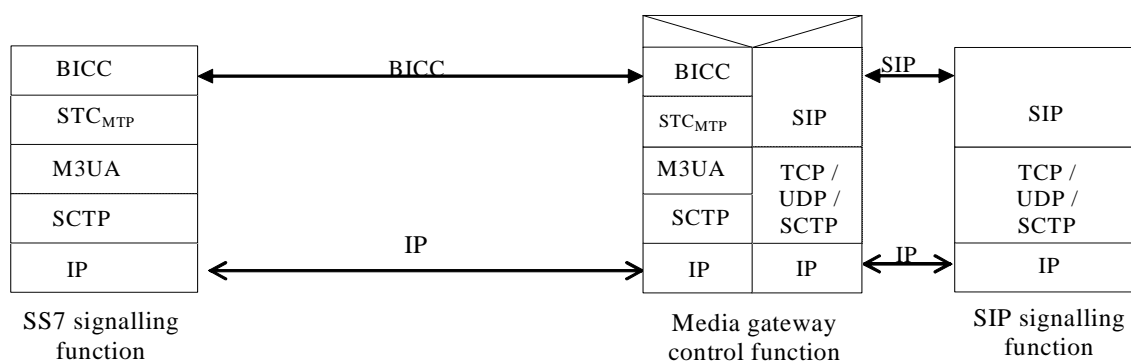 BICC
STCMTP
M3UA
SCTP
IP
SS7 signalling
function
BICC
IP
BICC
STCMTP
M3UA
SCTP
IP
SIP
TCP /
UDP /
SCTP
IP
Media gateway
control function
SIP
IP
SIP
TCP /
UDP /
SCTP
IP
SIP signalling
function